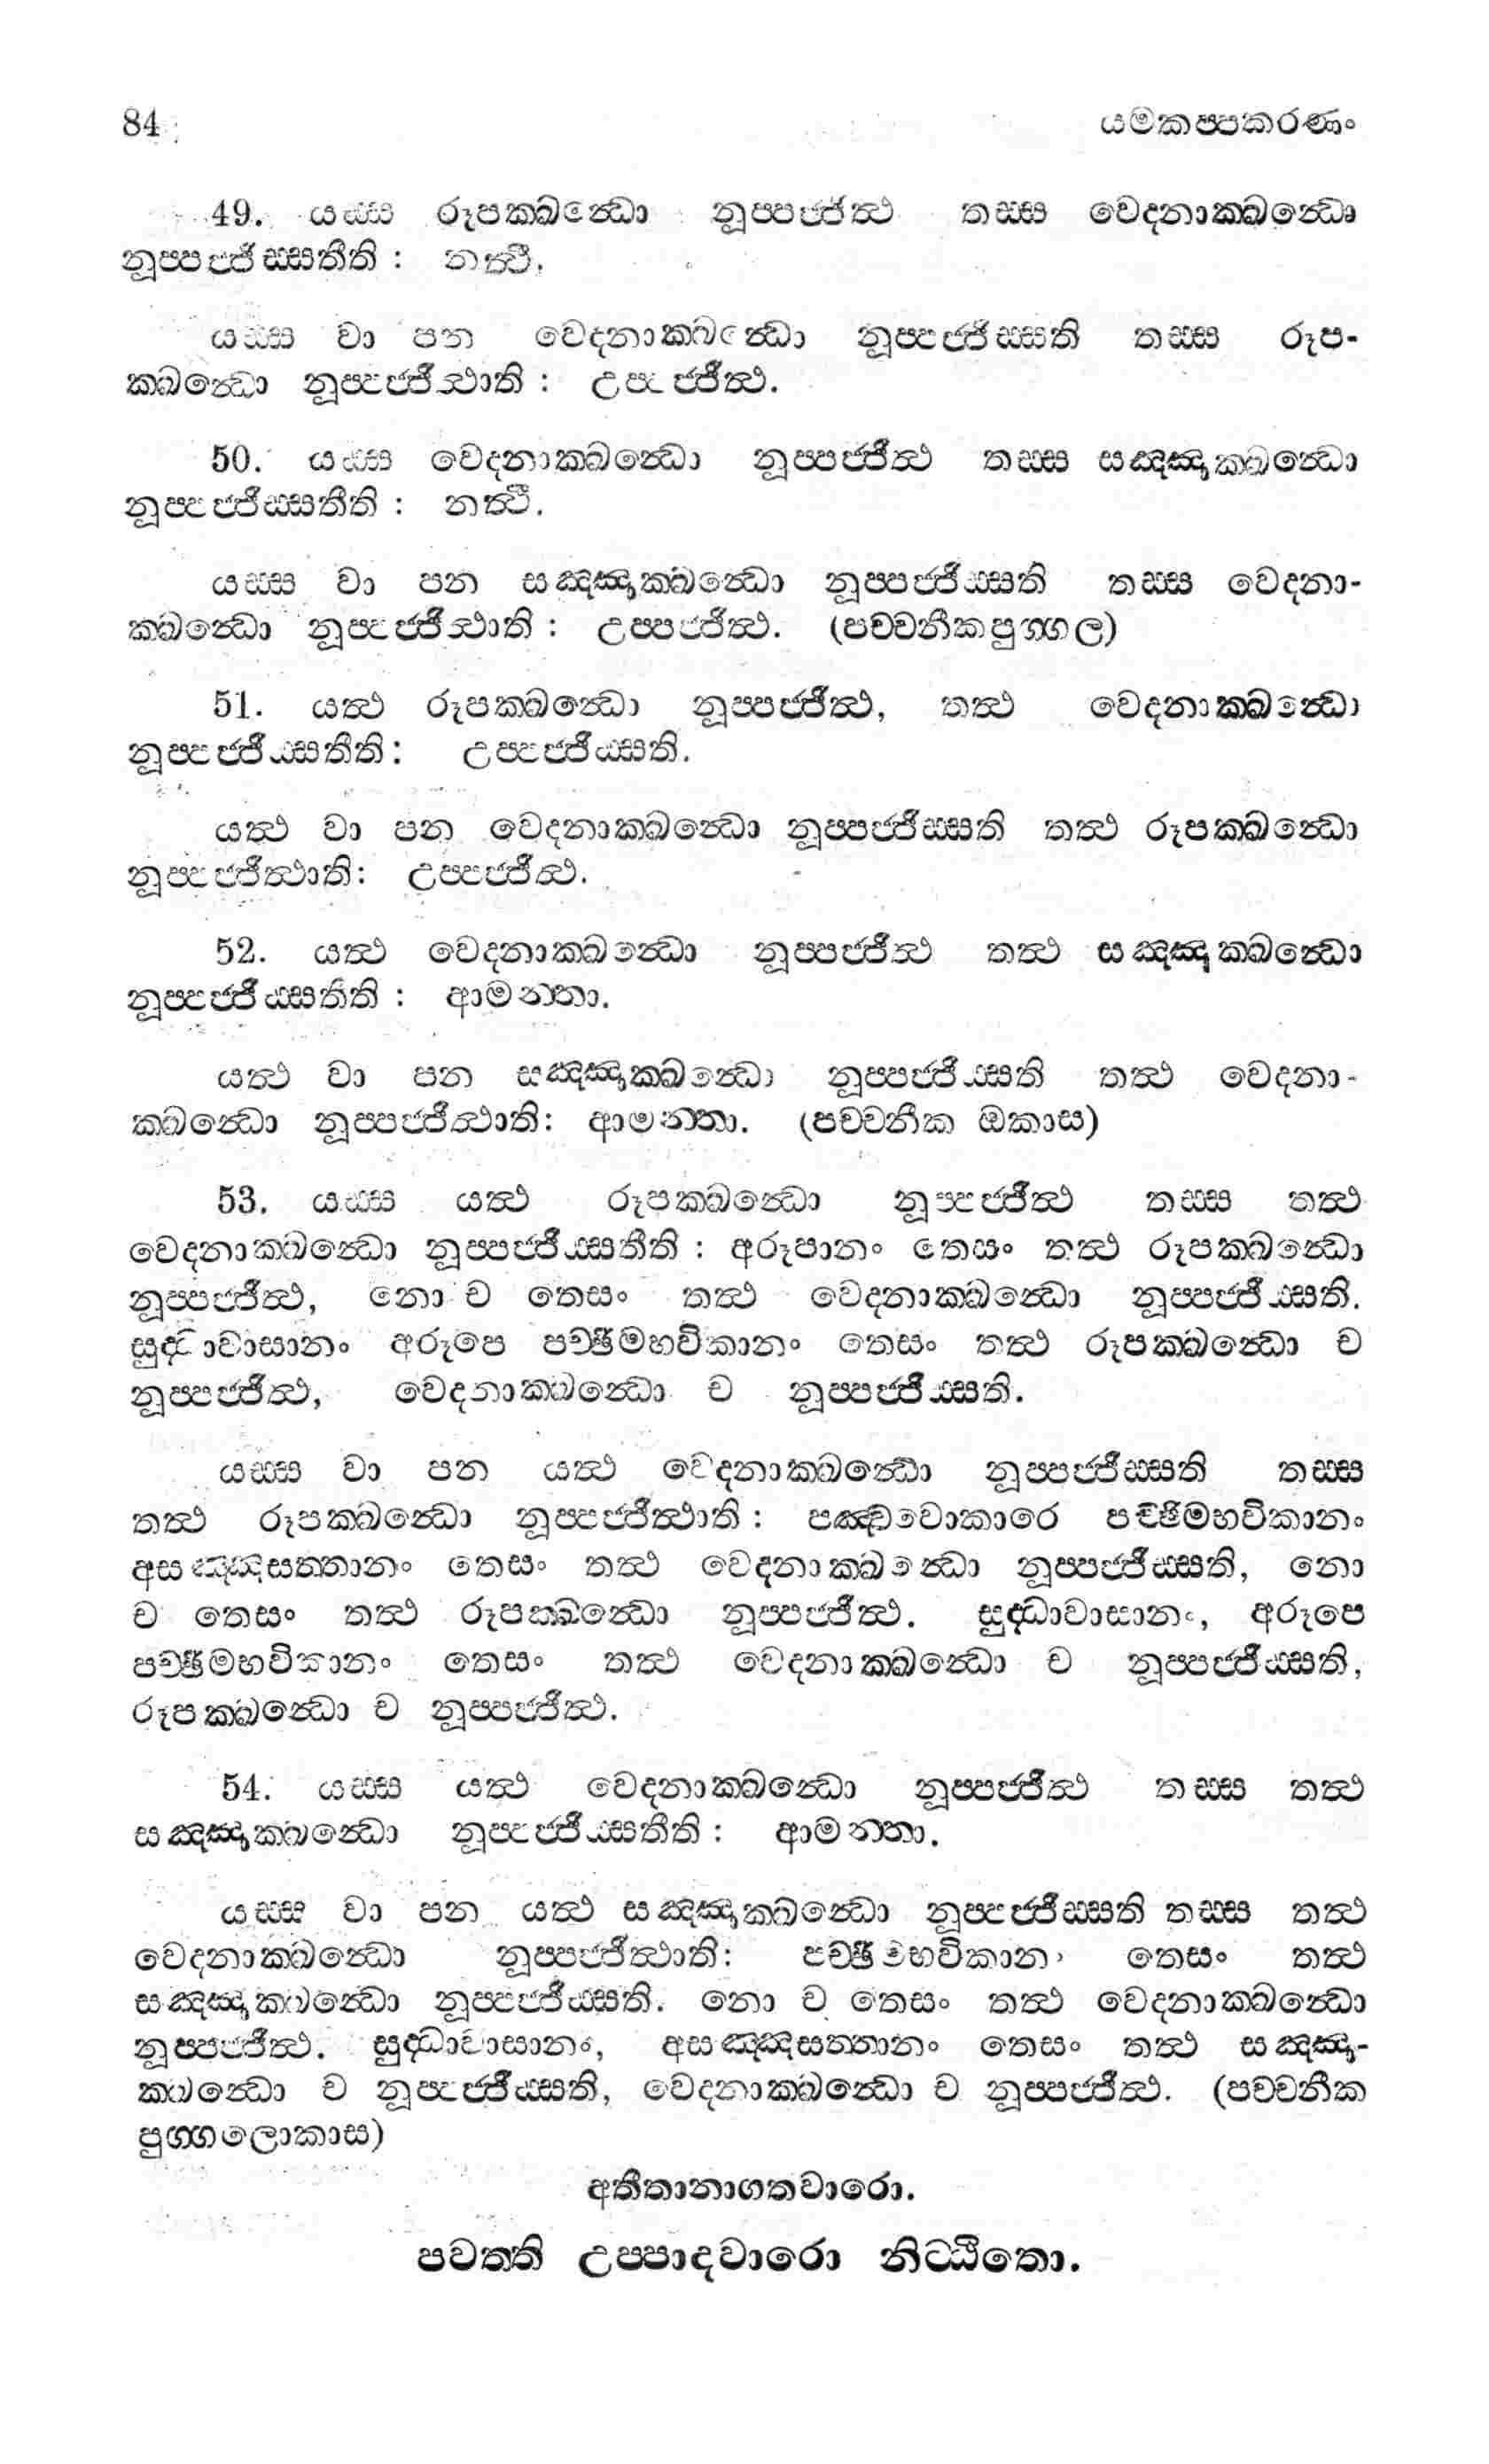 84 යමකප්පකරණං
49. යස්ස රූපක්ඛන්ධො නූප්පජ්ජිත්ථ තස්ස වෙදනාක්ඛන්ධො
නූප්පජ්ජිස්සතීති : නත්ථි.
යස්ස වා පන වෙදනාක්ඛන්ධො නූප්පජ්ජිස්සති තස්ස රූප-
ක්ඛන්ධො නූප්පජ්ජිත්ථාති : උප්පජ්ජිත්ථ.
50. යස්ස වෙදනාක්ඛන්ධො නූප්පජ්ජිත්ථ තස්ස සඤ්ඤාක්ඛන්ධො
නූප්පජ්ජිස්සතීති : නත්ථි.
යස්ස වා පන සඤ්ඤාක්ඛන්ධො නූප්පජ්ජිස්සති තස්ස වෙදනා-
ක්ඛන්ධො නූප්පජ්ජිත්ථාති : උප්පජ්ජිත්ථ. (පච්චනීකපුග්ගල)
51. යත්ථ රූපක්ඛන්ධො නූප්පජ්ජිත්ථ, තත්ථ වෙදනාක්ඛන්ධො
නූප්පජ්ජිස්සතීති : උප්පජ්ජිස්සති.
යත්ථ වා පන වෙදනාක්ඛන්ධො නූප්පජ්ජිස්සති තත්ථ රූපක්ඛන්ධො
නූප්පජ්ජිත්ථාති : උප්පජ්ජිත්ථ.
52. යත්ථ වෙදනාක්ඛන්ධො නූප්පජ්ජිත්ථ තත්ථ සඤ්ඤාක්ඛන්ධො
නූප්පජ්ජිස්සතීති : ආමන්තා.
යත්ථ වා පන සඤ්ඤාක්ඛන්ධො නූප්පජ්ජිස්සති තත්ථ වෙදනා-
ක්ඛන්ධො නූප්පජ්ජිත්ථාති : ආමන්තා. (පච්චනීක ඔකාස)
53. යස්ස යත්ථ රූපක්ඛන්ධො නූප්පජ්ජිත්ථ තස්ස තත්ථ
වෙදනාක්ඛන්ධො නූප්පජ්ජිස්සතීති : අරූපානං තෙසං තත්ථ රූපක්ඛන්ධො
නූප්පජ්ජිත්ථ, නො ච තෙසං තත්ථ වෙදනාක්ඛන්ධො නූප්පජ්ජිස්සති.
සුද්ධාවාසානං අරූපෙ පච්ඡිමභවිකානං තෙසං තත්ථ රූපක්ඛන්ධො ච
නූප්පජ්ජිත්ථ, වෙදනාක්ඛන්ධො ච නූප්පජ්ජිස්සති.
යස්ස වා පන යත්ථ වෙදනාක්ඛන්ධො නූප්පජ්ජිස්සති තස්ස
තත්ථ රූපක්ඛන්ධො නූප්පජ්ජිත්ථාති : පඤ්චවොකාරෙ පච්ඡිමභවිකානං
අසඤ්ඤසත්තානං තෙසං තත්ථ වෙදනාක්ඛන්ධො නූප්පජ්ජිස්සති, නො
ච තෙසං තත්ථ රූපක්ඛන්ධො නූප්පජ්ජිත්ථ. සුද්ධාවාසානං, අරූපෙ
පච්ඡිමභවිකානං තෙසං තත්ථ වෙදනාක්ඛන්ධො ච නූප්පජ්ජිස්සති,
රූපක්ඛන්ධො ච නූප්පජ්ජිත්ථ.
54. යස්ස යත්ථ වෙදනාක්ඛන්ධො නූප්පජ්ජිත්ථ තස්ස තත්ථ
සඤ්ඤාක්ඛන්ධො නූප්පජ්ජිස්සතීති : ආමන්තා.
යස්ස වා පන යත්ථ සඤ්ඤාක්ඛන්ධො නූප්පජ්ජිස්සති තස්ස තත්ථ
වෙදනාක්ඛන්ධො නූප්පජ්ජිත්ථාති : පච්ඡිමභවිකානං තෙසං තත්ථ
සඤ්ඤාක්ඛන්ධො නූප්පජ්ජිස්සති. නො ච තෙසං තත්ථ වෙදනාක්ඛන්ධො
නූප්පජ්ජිත්ථ. සුද්ධාවාසානං, අසඤ්ඤසත්තානං තෙසං තත්ථ සඤ්ඤා-
ක්ඛන්ධො ච නූප්පජ්ජිස්සති, වෙදනාක්ඛන්ධො ච නූප්පජ්ජිත්ථ. (පච්චනීක
පුග්ගලොකාස)
අතීතානාගතවාරො.
පවත්ති උප්පාදවාරො නිට්ඨිතො.